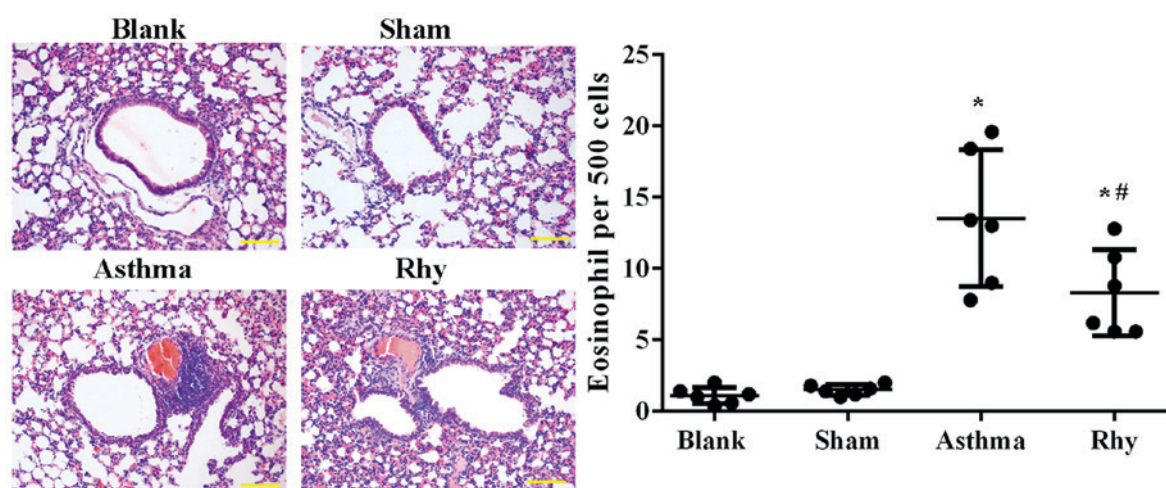 Blank
Sham
Asthma
Rhy
Eosinophil per 500 cells
25
20
15
10
5
0
*
*#
Blank
Sham
Asthma
Rhy